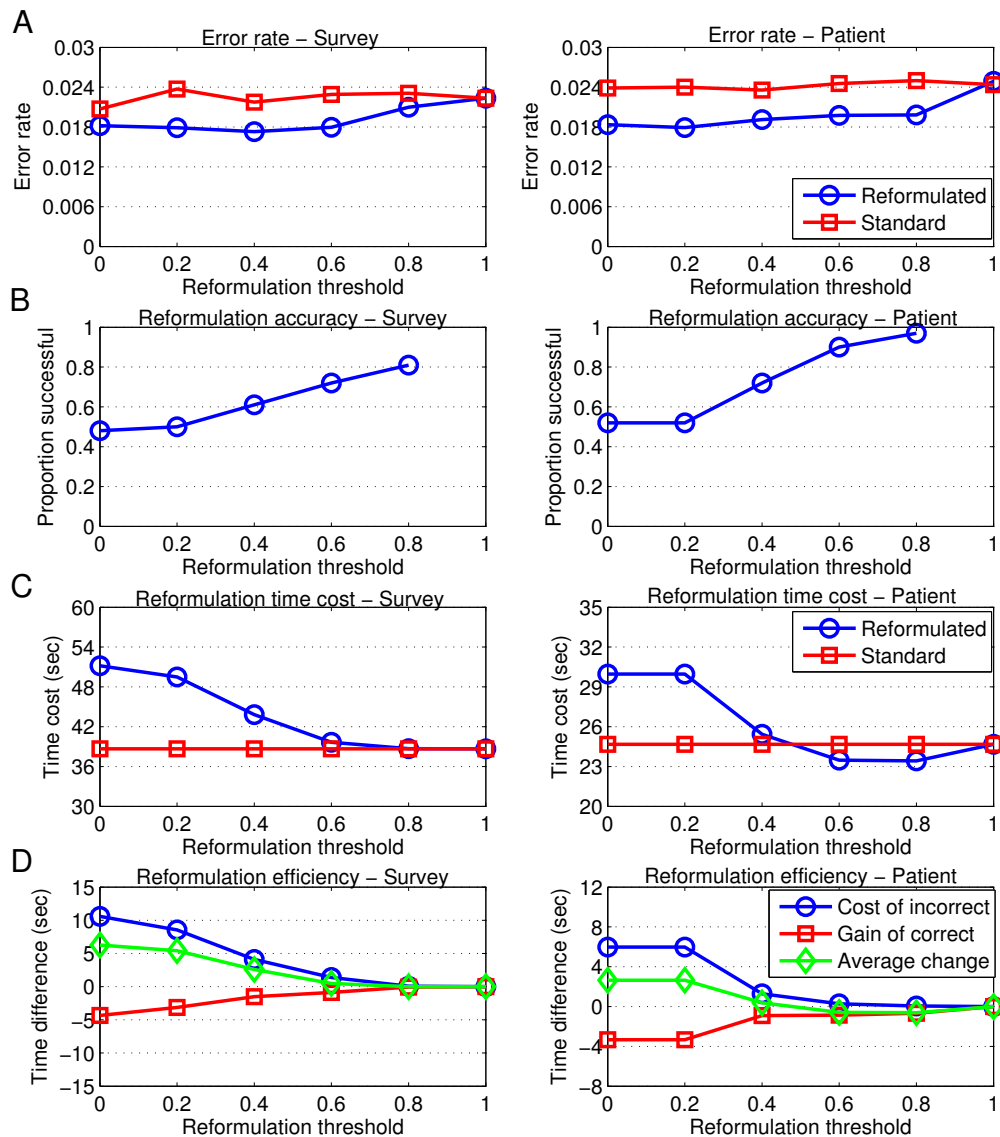 A
Error rate − Survey
0.03
0.024
0.018
0.012
0.006
0
Error rate
0 0.2 0.4 0.6 0.8 1
Reformulation threshold
Error rate − Patient
0.03
0.024
0.018
0.012
0.006
0
Error rate
Reformulated
Standard
0 0.2 0.4 0.6 0.8 1
Reformulation threshold
B
Reformulation accuracy − Survey
1
0.8
0.6
0.4
0.2
0
Proportion successful
0 0.2 0.4 0.6 0.8 1
Reformulation threshold
Reformulation accuracy − Patient
1
0.8
0.6
0.4
0.2
0
Proportion successful
0 0.2 0.4 0.6 0.8 1
Reformulation threshold
C
Reformulation time cost − Survey
60
54
48
42
36
30
Time cost (sec)
0 0.2 0.4 0.6 0.8 1
Reformulation threshold
Reformulation time cost − Patient
35
32
29
26
23
20
Time cost (sec)
Reformulated
Standard
0 0.2 0.4 0.6 0.8 1
Reformulation threshold
D
Reformulation efficiency − Survey
15
10
5
0
−5
−10
−15
Time difference (sec)
0 0.2 0.4 0.6 0.8 1
Reformulation threshold
Reformulation efficiency − Patient
12
8
4
0
−4
−8
Time difference (sec)
Cost of incorrect
Gain of correct
Average change
0 0.2 0.4 0.6 0.8 1
Reformulation threshold